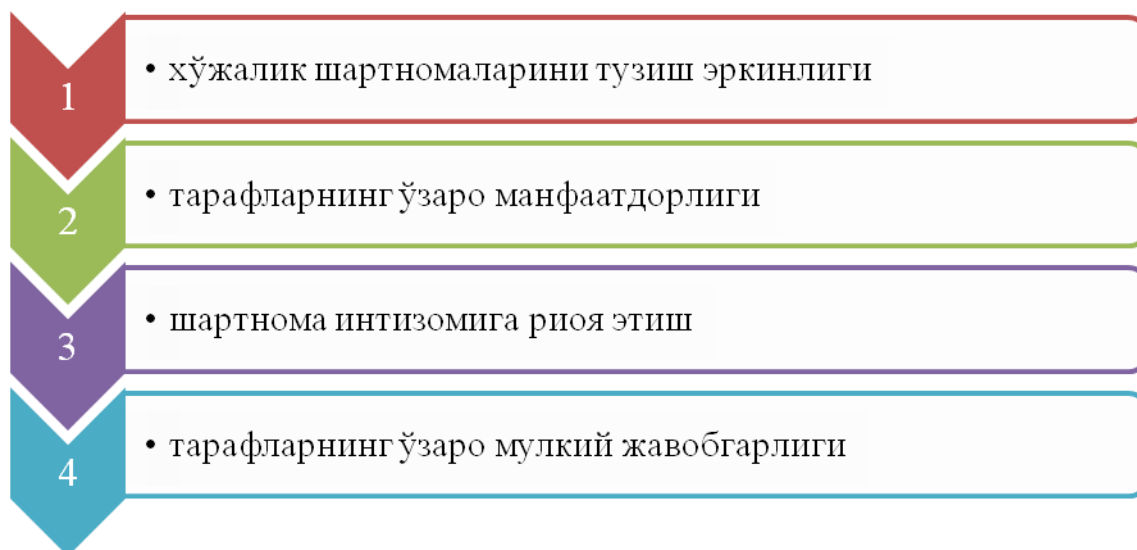 1
• хўжалик шартномаларини тузиш эркинлиги
2
• тарафларнинг ўзаро манфаатдорлиги
3
• шартнома интизомига риоя этиш
4
• тарафларнинг ўзаро мулкий жавобгарлиги